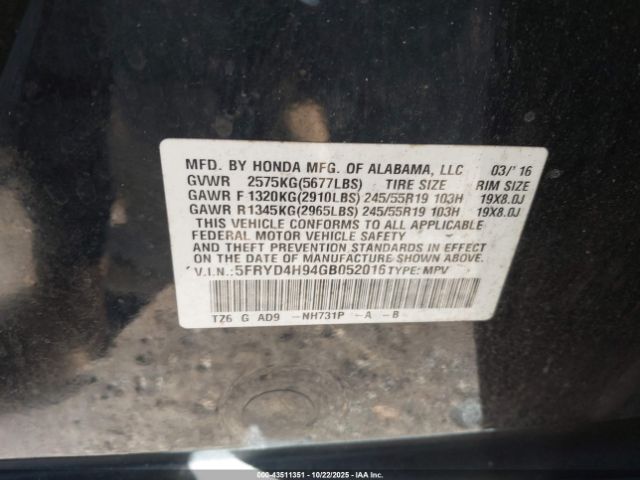 MFD. BY HONDA MFG. OF ALABAMA, LLC 03/'16
GVWR 2575KG(5677LBS) TIRE SIZE RIM SIZE
GAWR F 1320KG(2910LBS) 245/55R19 103H 19X8.0J
GAWR R 1345KG(2965LBS) 245/55R19 103H 19X8.0J
THIS VEHICLE CONFORMS TO ALL APPLICABLE
FEDERAL MOTOR VEHICLE SAFETY
AND THEFT PREVENTION STANDARDS IN EFFECT
ON THE DATE OF MANUFACTURE SHOWN ABOVE.
V.I.N.: 5FRYD4H94GB052016 TYPE: MPV
TZ6 G AD9 -NH731P -A -B
000-43511351 | 10/22/2025 | © COPYRIGHT IAA, LLC